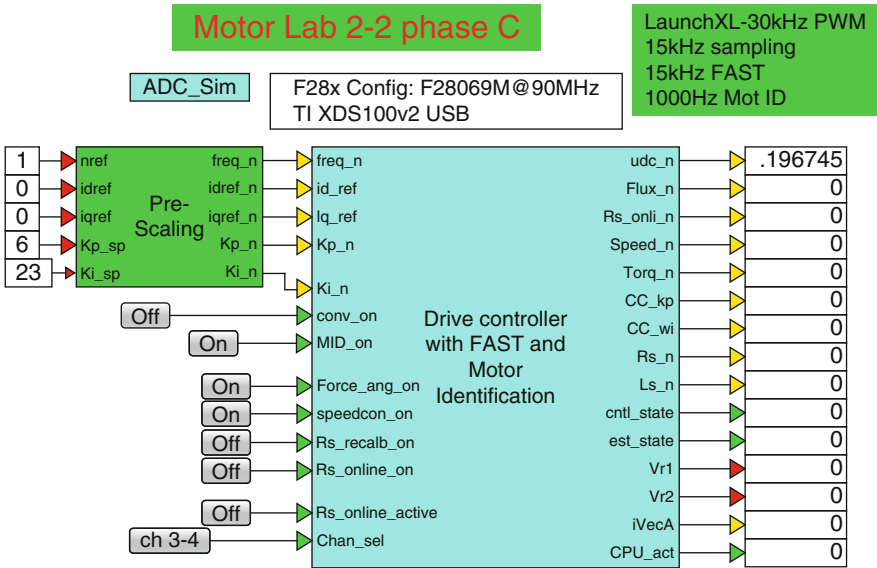 Motor Lab 2-2 phase C
LaunchXL-30kHz PWM
15kHz sampling
15kHz FAST
1000Hz Mot ID
ADC_Sim
F28x Config: F28069M@90MHz
TI XDS100v2 USB
1
0
0
6
23
nref
idref
iqref
Kp_sp
Ki_sp
Pre-
Scaling
freq_n
idref_n
iqref_n
Kp_n
Ki_n
Off
On
On
On
Off
Off
Off
ch 3-4
freq_n
id_ref
Iq_ref
Kp_n
Ki_n
conv_on
MID_on
Force_ang_on
speedcon_on
Rs_recalb_on
Rs_online_on
Rs_online_active
Chan_sel
Drive controller
with FAST and
Motor
Identification
udc_n
Flux_n
Rs_onli_n
Speed_n
Torq_n
CC_kp
CC_wi
Rs_n
Ls_n
cntl_state
est_state
Vr1
Vr2
iVecA
CPU_act
.196745
0
0
0
0
0
0
0
0
0
0
0
0
0
0